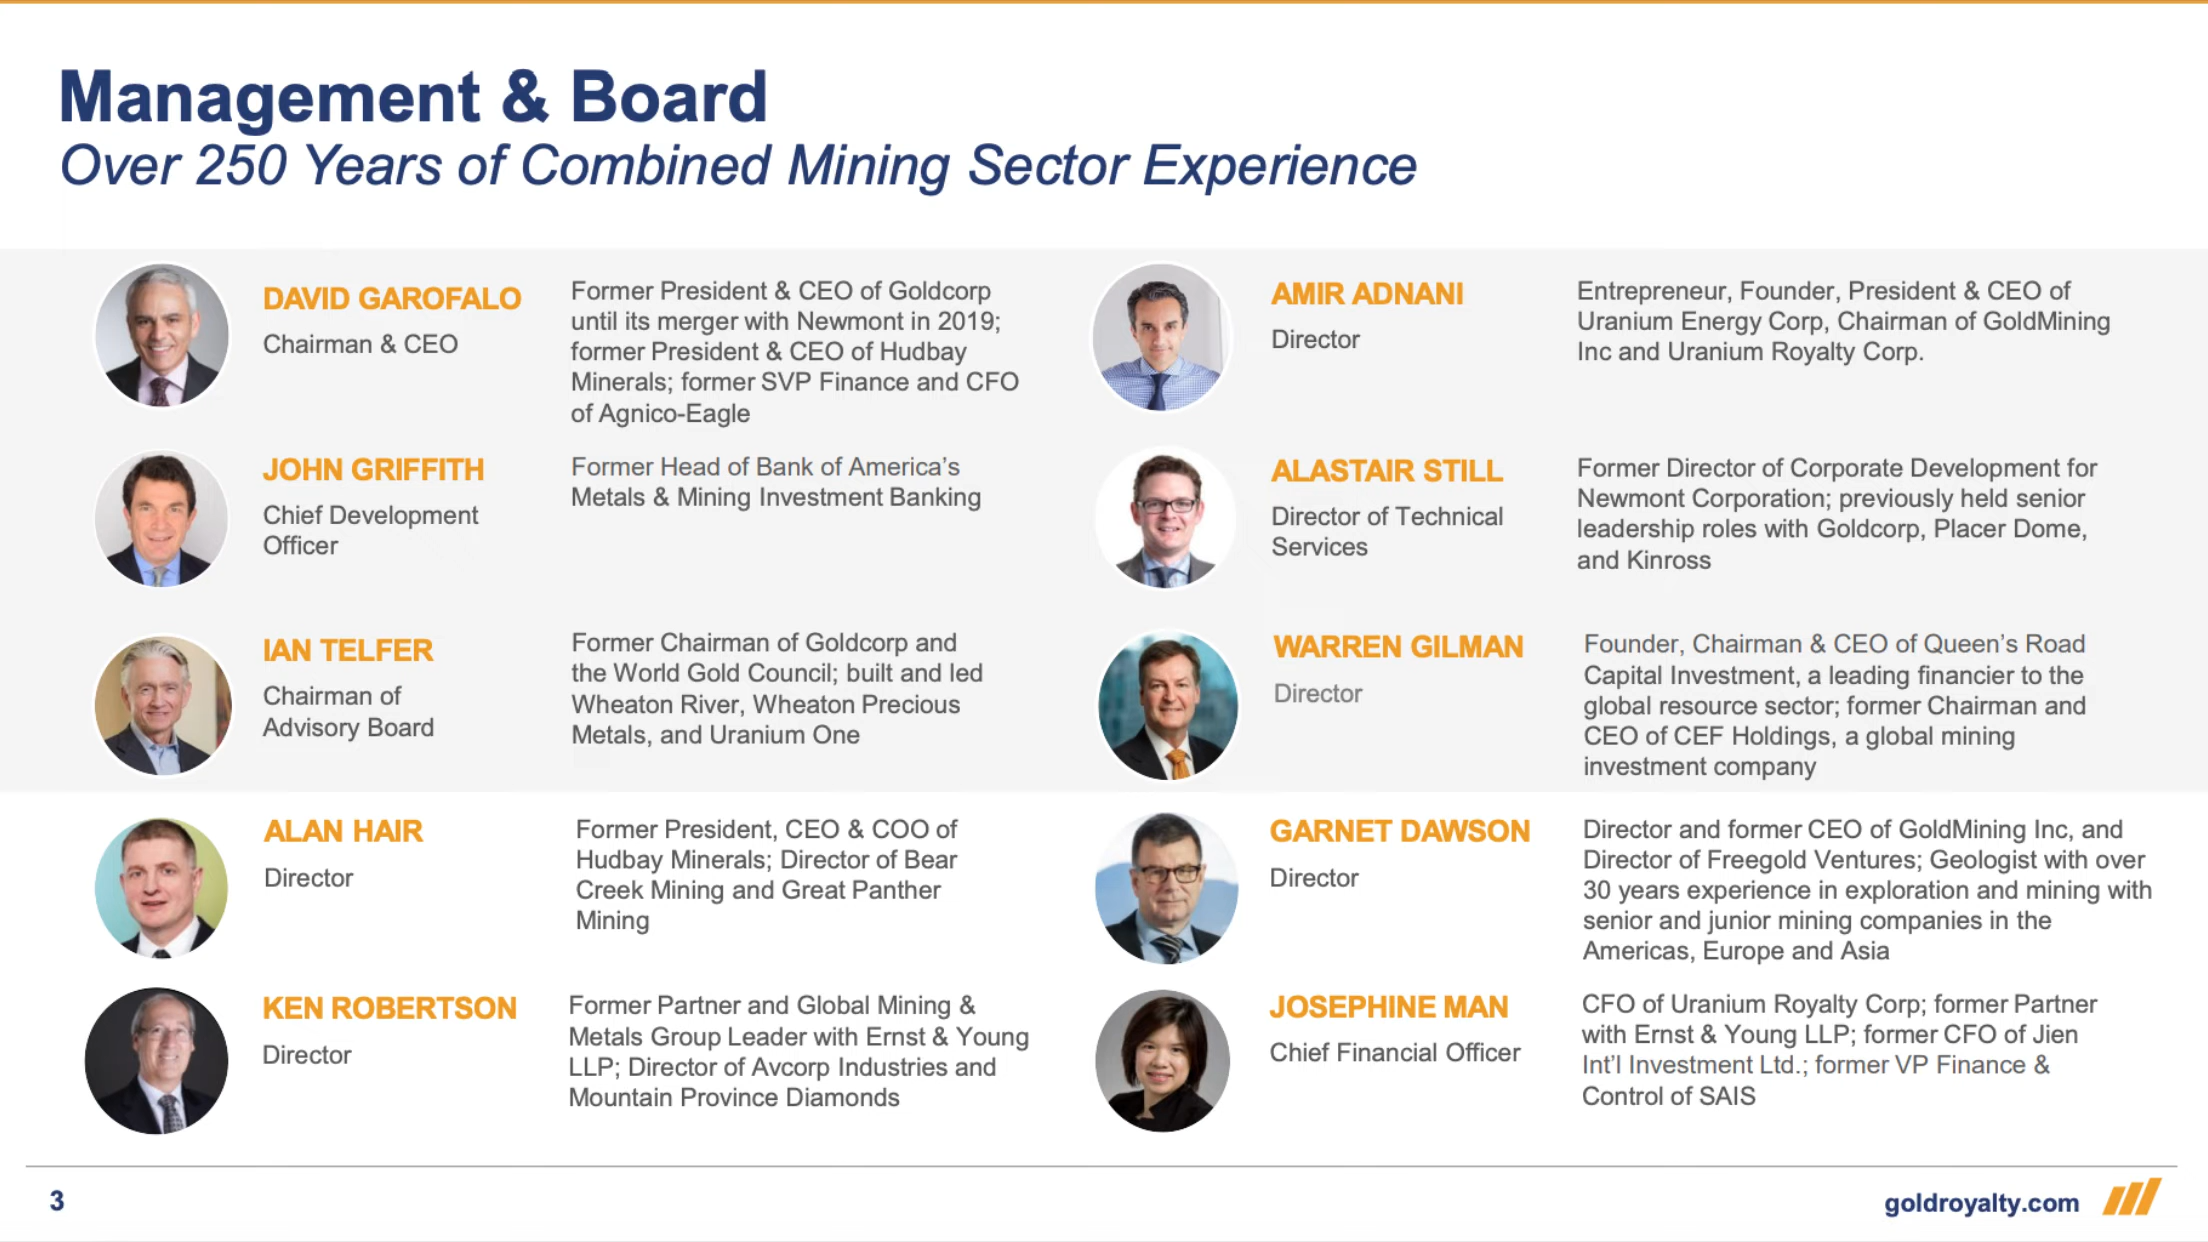 Management & Board
Over 250 Years of Combined Mining Sector Experience
DAVID GAROFALO
Chairman & CEO
Former President & CEO of Goldcorp
until its merger with Newmont in 2019;
former President & CEO of Hudbay
Minerals; former SVP Finance and CFO
of Agnico-Eagle
AMIR ADNANI
Director
Entrepreneur, Founder, President & CEO of
Uranium Energy Corp, Chairman of GoldMining
Inc and Uranium Royalty Corp.
JOHN GRIFFITH
Chief Development
Officer
Former Head of Bank of America’s
Metals & Mining Investment Banking
ALASTAIR STILL
Director of Technical
Services
Former Director of Corporate Development for
Newmont Corporation; previously held senior
leadership roles with Goldcorp, Placer Dome,
and Kinross
IAN TELFER
Chairman of
Advisory Board
Former Chairman of Goldcorp and
the World Gold Council; built and led
Wheaton River, Wheaton Precious
Metals, and Uranium One
WARREN GILMAN
Director
Founder, Chairman & CEO of Queen’s Road
Capital Investment, a leading financier to the
global resource sector; former Chairman and
CEO of CEF Holdings, a global mining
investment company
ALAN HAIR
Director
Former President, CEO & COO of
Hudbay Minerals; Director of Bear
Creek Mining and Great Panther
Mining
GARNET DAWSON
Director
Director and former CEO of GoldMining Inc, and
Director of Freegold Ventures; Geologist with over
30 years experience in exploration and mining with
senior and junior mining companies in the
Americas, Europe and Asia
KEN ROBERTSON
Director
Former Partner and Global Mining &
Metals Group Leader with Ernst & Young
LLP; Director of Avcorp Industries and
Mountain Province Diamonds
JOSEPHINE MAN
Chief Financial Officer
CFO of Uranium Royalty Corp; former Partner
with Ernst & Young LLP; former CFO of Jien
Int’l Investment Ltd.; former VP Finance &
Control of SAIS
3
goldroyalty.com